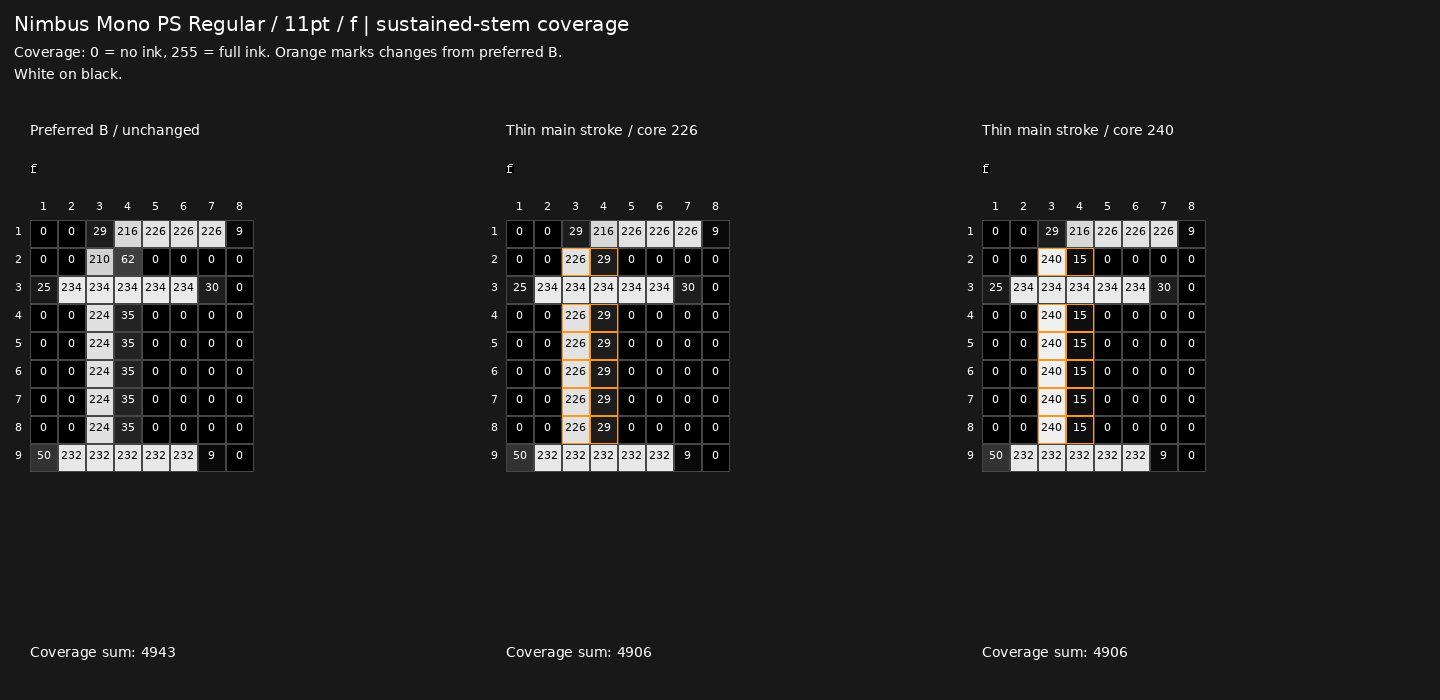 Nimbus Mono PS Regular / 11pt / f | sustained-stem coverage
Coverage: 0 = no ink, 255 = full ink. Orange marks changes from preferred B.
White on black.
Preferred B / unchanged
f
1 2 3 4 5 6 7 8
1 0 0 29 216 226 226 226 9
2 0 0 210 62 0 0 0 0
3 25 234 234 234 234 234 30 0
4 0 0 224 35 0 0 0 0
5 0 0 224 35 0 0 0 0
6 0 0 224 35 0 0 0 0
7 0 0 224 35 0 0 0 0
8 0 0 224 35 0 0 0 0
9 50 232 232 232 232 232 9 0
Coverage sum: 4943
Thin main stroke / core 226
f
1 2 3 4 5 6 7 8
1 0 0 29 216 226 226 226 9
2 0 0 226 29 0 0 0 0
3 25 234 234 234 234 234 30 0
4 0 0 226 29 0 0 0 0
5 0 0 226 29 0 0 0 0
6 0 0 226 29 0 0 0 0
7 0 0 226 29 0 0 0 0
8 0 0 226 29 0 0 0 0
9 50 232 232 232 232 232 9 0
Coverage sum: 4906
Thin main stroke / core 240
f
1 2 3 4 5 6 7 8
1 0 0 29 216 226 226 226 9
2 0 0 240 15 0 0 0 0
3 25 234 234 234 234 234 30 0
4 0 0 240 15 0 0 0 0
5 0 0 240 15 0 0 0 0
6 0 0 240 15 0 0 0 0
7 0 0 240 15 0 0 0 0
8 0 0 240 15 0 0 0 0
9 50 232 232 232 232 232 9 0
Coverage sum: 4906